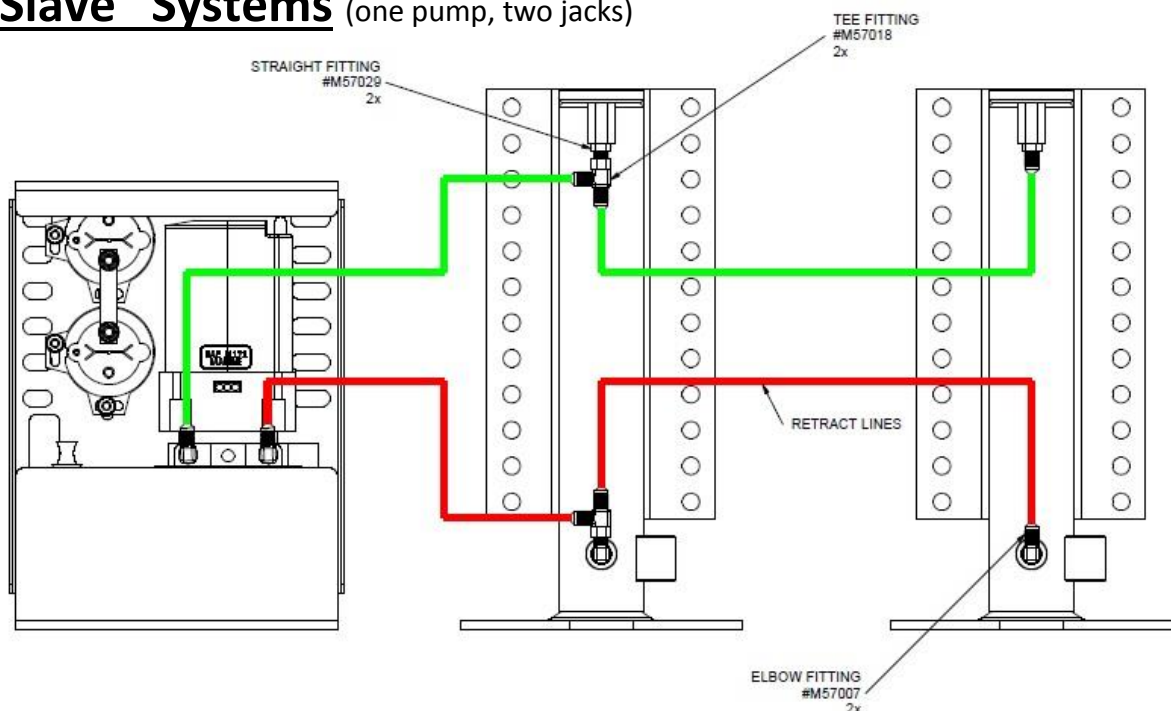 Slave Systems (one pump, two jacks)
TEE FITTING
#M57018
2x
STRAIGHT FITTING
#M57029
2x
RETRACT LINES
ELBOW FITTING
#M57007
2x